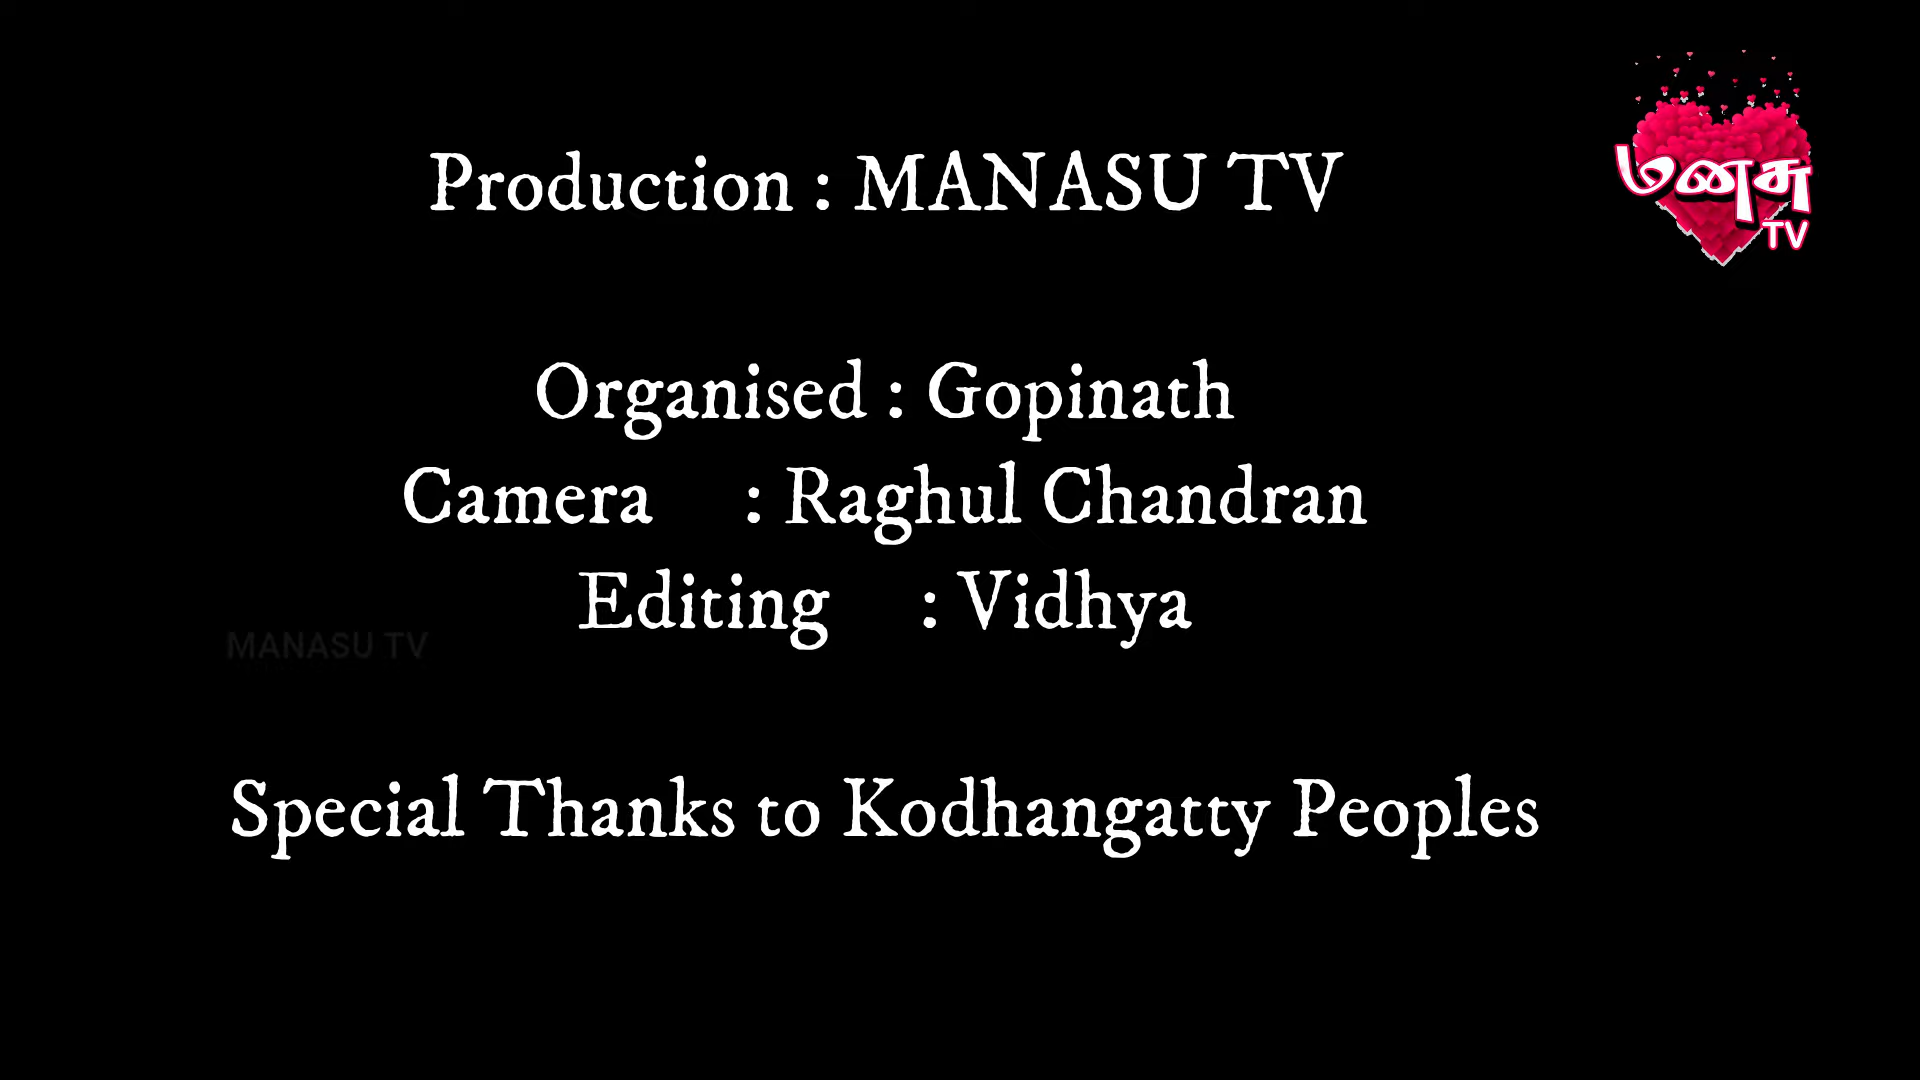 Production : MANASU TV
மனசு
TV
Organised : Gopinath
Camera : Raghul Chandran
Editing : Vidhya
MANASU TV
Special Thanks to Kodhangatty Peoples